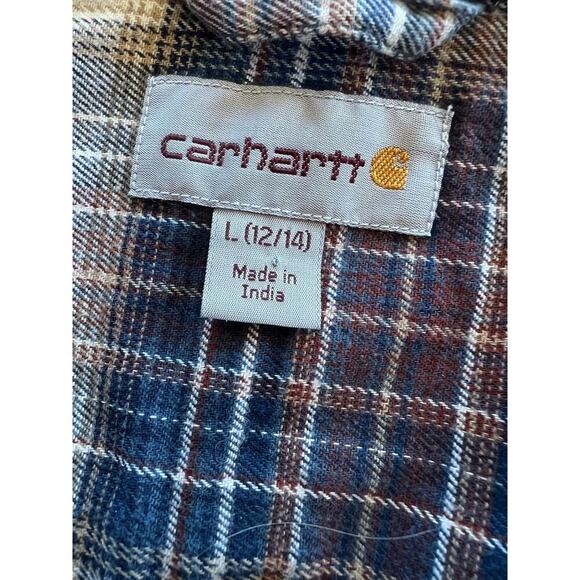 carhartt
L (12/14)
Made in
India